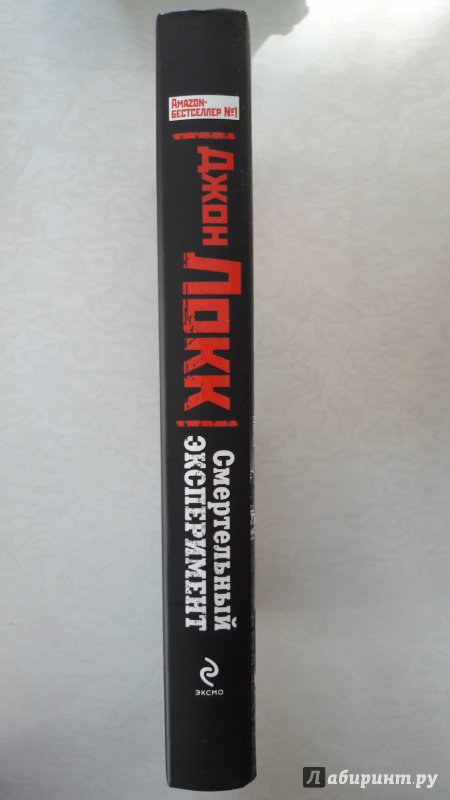 AMAZON-
БЕСТСЕЛЛЕР №1
ДЖОН ЛОКК
Смертельный
ЭКСПЕРИМЕНТ
ЭКСМО
Лабиринт.ру